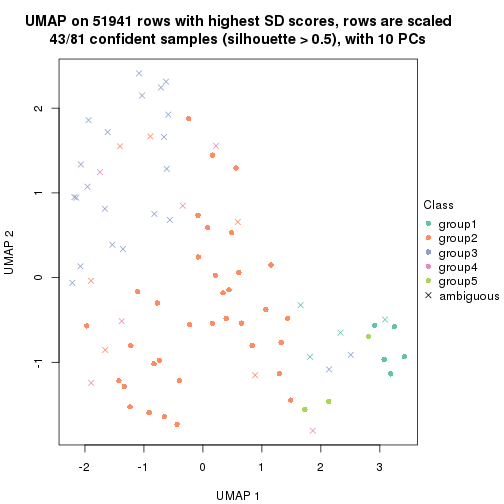 UMAP on 51941 rows with highest SD scores, rows are scaled
43/81 confident samples (silhouette > 0.5), with 10 PCs
2
1
0
-1
UMAP 2
-2
-1
0
1
2
3
UMAP 1
Class
group1
group2
group3
group4
group5
ambiguous